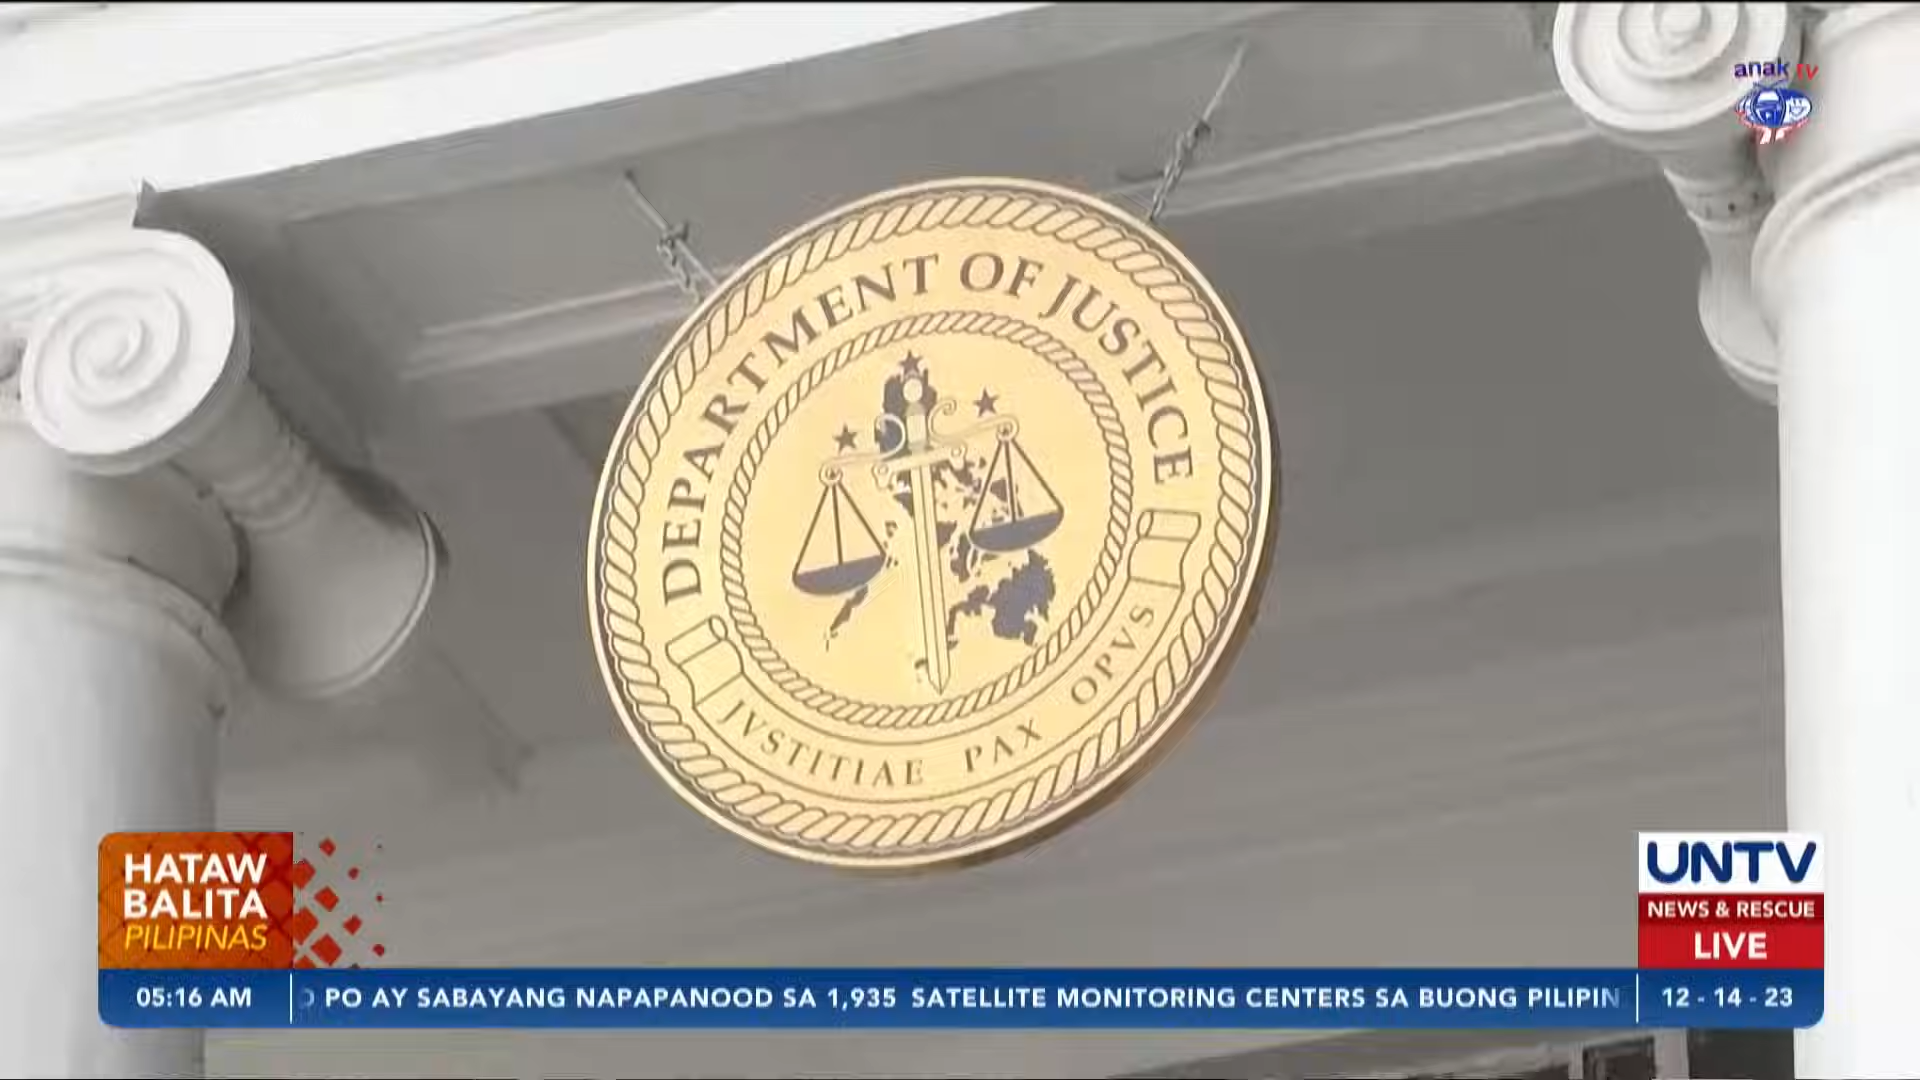 anak tv
DEPARTMENT OF JUSTICE
JVSTITIAE PAX OPVS
HATAW
BALITA
PILIPINAS
UNTV
NEWS & RESCUE
LIVE
05:16 AM
PO AY SABAYANG NAPAPANOOD SA 1,935 SATELLITE MONITORING CENTERS SA BUONG PILIPIN
12 - 14 - 23